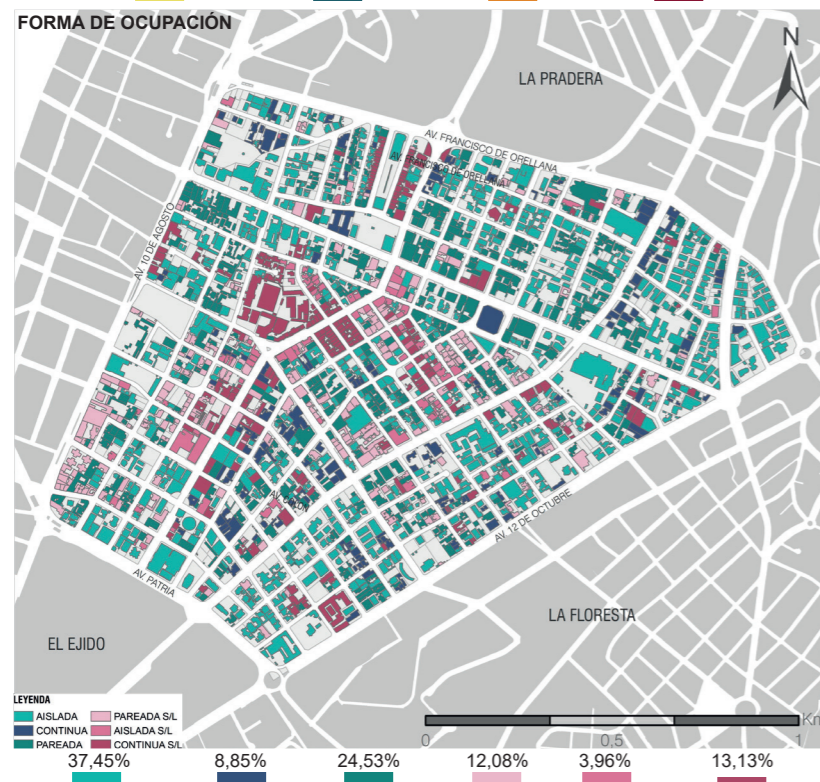 FORMA DE OCUPACIÓN
N
LA PRADERA
AV. FRANCISCO DE ORELLANA
AV. FRANCISCO DE ORELLANA
AV. 10 DE AGOSTO
AV. COLON
AV. 12 DE OCTUBRE
AV. PATRIA
LA FLORESTA
EL EJIDO
LEYENDA
AISLADA PAREADA S/L
CONTINUA AISLADA S/L
PAREADA CONTINUA S/L
Km
0 0,5 1
37,45% 8,85% 24,53% 12,08% 3,96% 13,13%